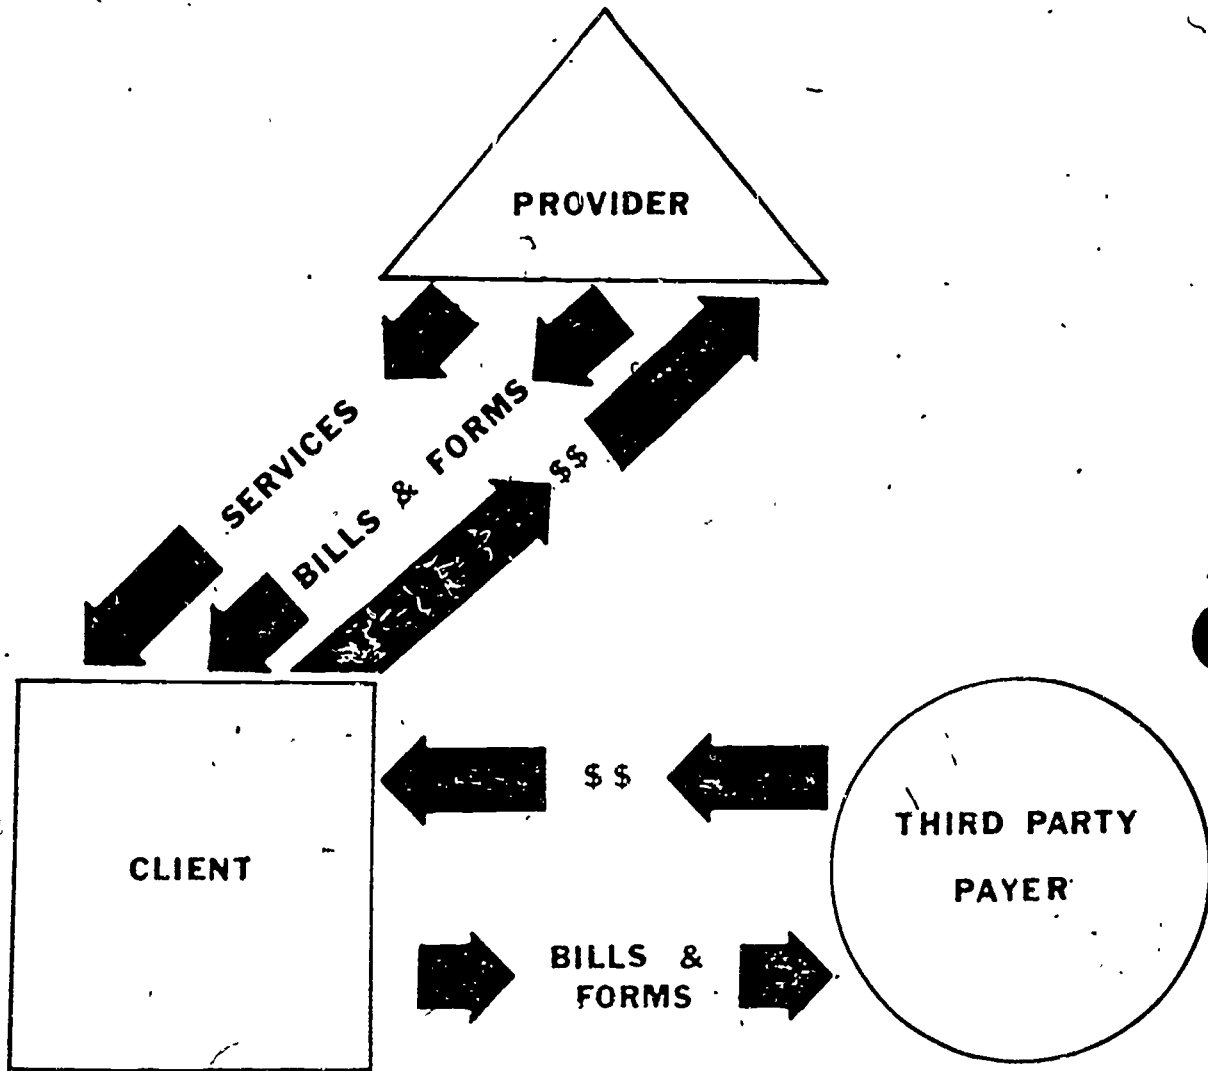 PROVIDER
SERVICES
BILLS & FORMS
$$
$$
CLIENT
THIRD PARTY
PAYER
BILLS &
FORMS